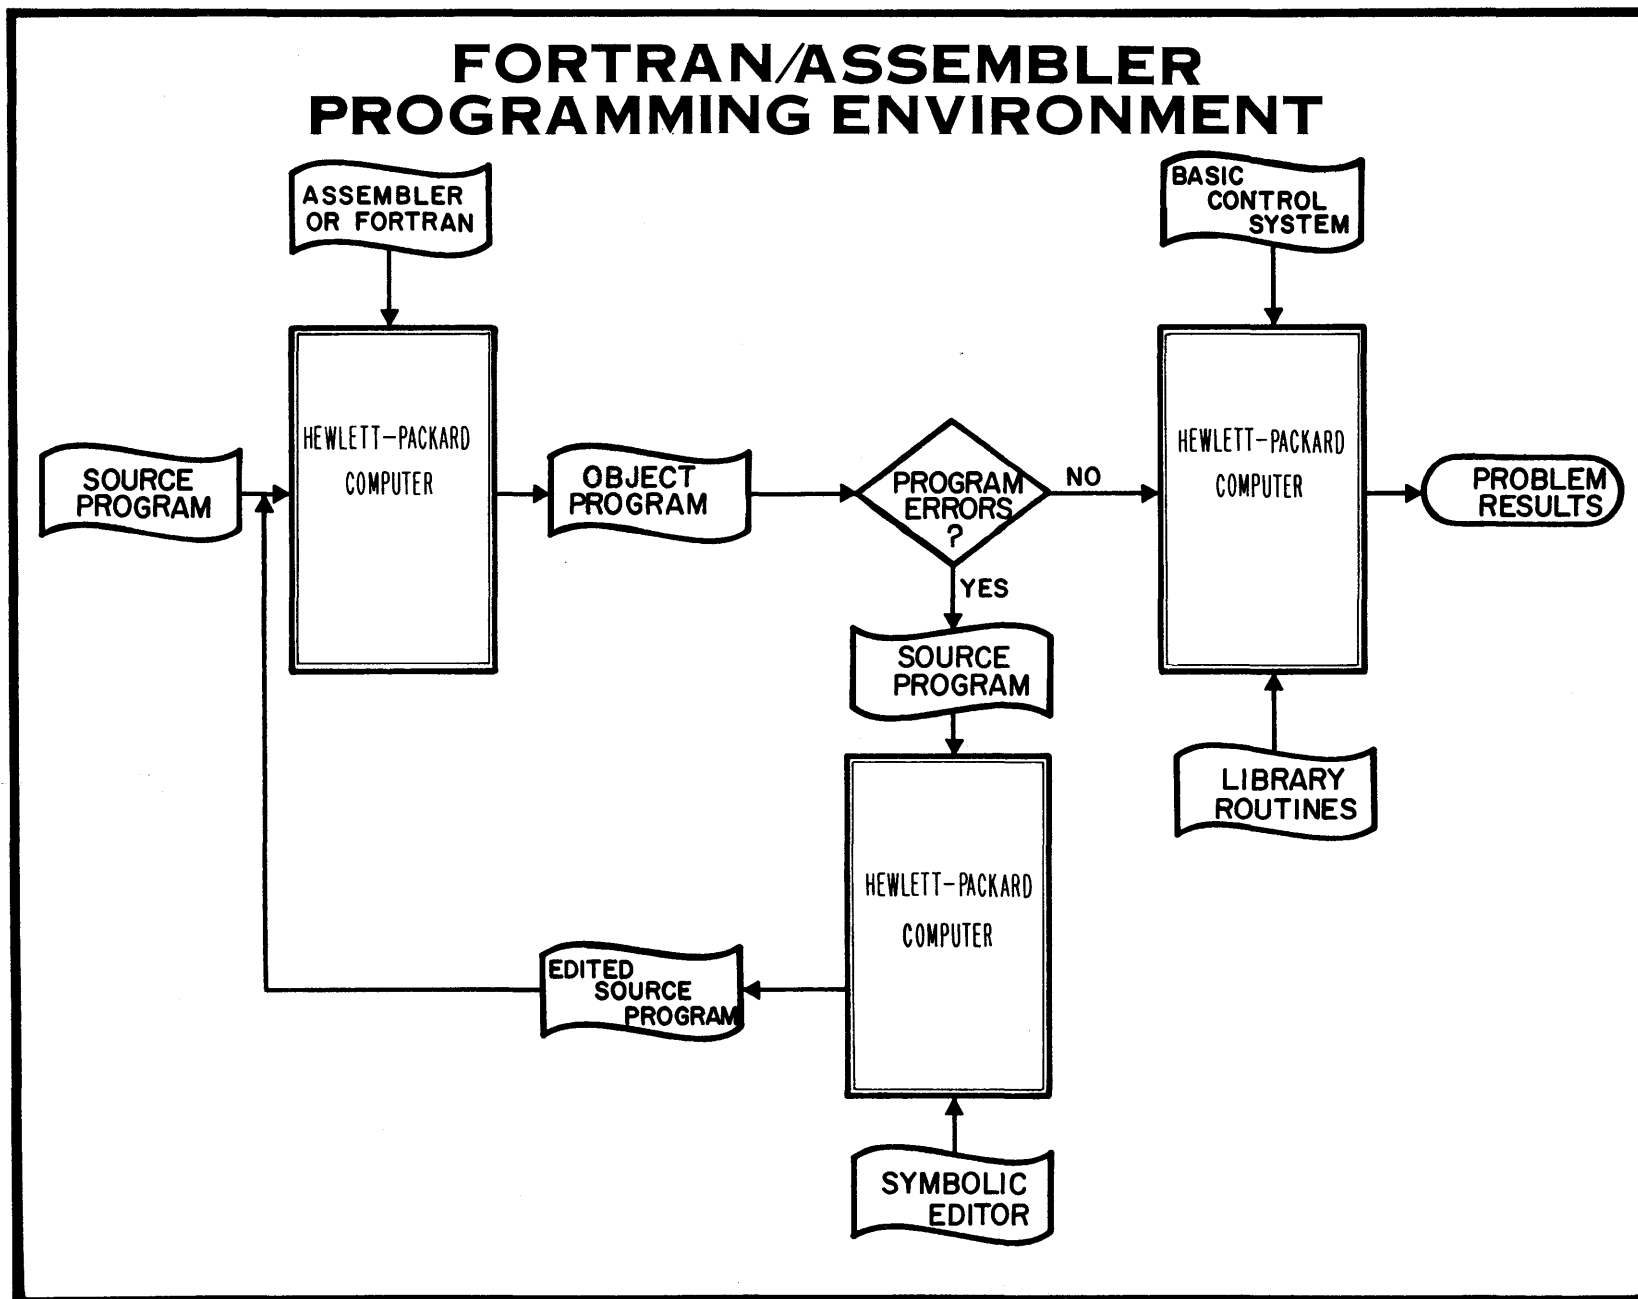 FORTRAN/ASSEMBLER
PROGRAMMING ENVIRONMENT
ASSEMBLER
OR FORTRAN
BASIC
CONTROL
SYSTEM
HEWLETT-PACKARD
COMPUTER
SOURCE
PROGRAM
OBJECT
PROGRAM
PROGRAM
ERRORS
?
NO
YES
HEWLETT-PACKARD
COMPUTER
PROBLEM
RESULTS
SOURCE
PROGRAM
LIBRARY
ROUTINES
HEWLETT-PACKARD
COMPUTER
EDITED
SOURCE
PROGRAM
SYMBOLIC
EDITOR